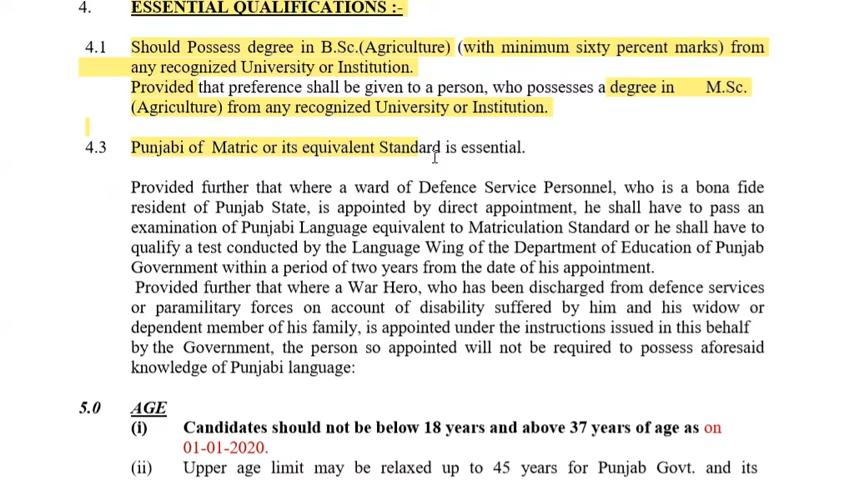 4. ESSENTIAL QUALIFICATIONS :-
4.1 Should Possess degree in B.Sc.(Agriculture) (with minimum sixty percent marks) from
any recognized University or Institution.
Provided that preference shall be given to a person, who possesses a degree in M.Sc.
(Agriculture) from any recognized University or Institution.
4.3 Punjabi of Matric or its equivalent Standard is essential.
Provided further that where a ward of Defence Service Personnel, who is a bona fide
resident of Punjab State, is appointed by direct appointment, he shall have to pass an
examination of Punjabi Language equivalent to Matriculation Standard or he shall have to
qualify a test conducted by the Language Wing of the Department of Education of Punjab
Government within a period of two years from the date of his appointment.
Provided further that where a War Hero, who has been discharged from defence services
or paramilitary forces on account of disability suffered by him and his widow or
dependent member of his family, is appointed under the instructions issued in this behalf
by the Government, the person so appointed will not be required to possess aforesaid
knowledge of Punjabi language:
5.0 AGE
(i) Candidates should not be below 18 years and above 37 years of age as on
01-01-2020.
(ii) Upper age limit may be relaxed up to 45 years for Punjab Govt. and its